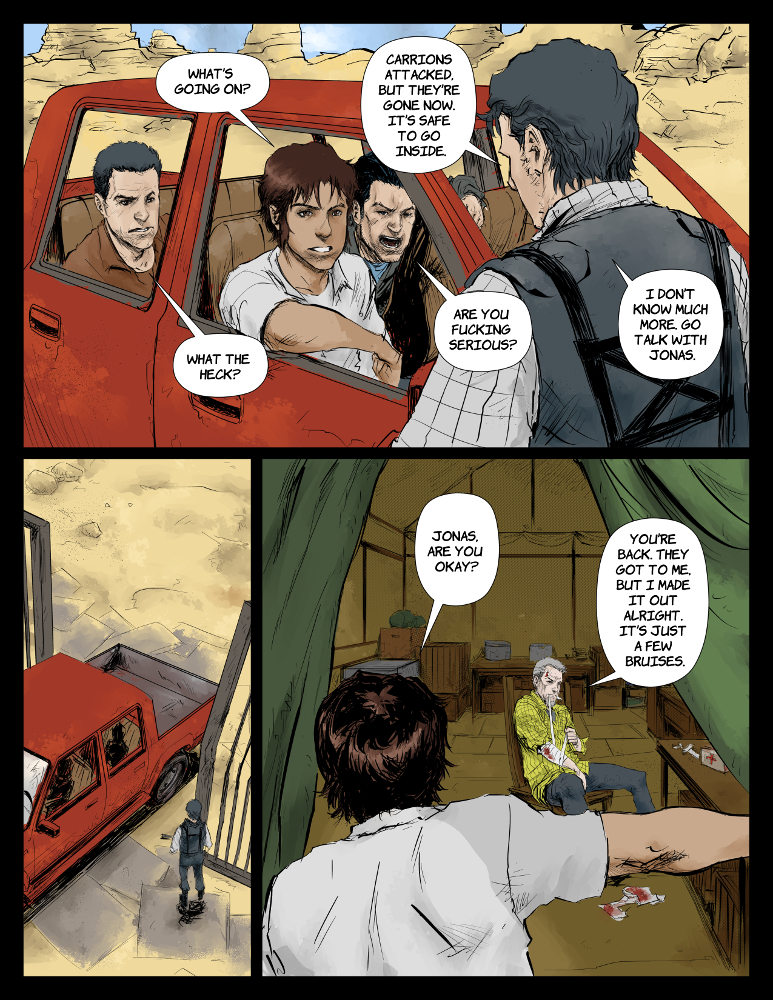 WHAT'S
GOING ON?
CARRIONS
ATTACKED,
BUT THEY'RE
GONE NOW.
IT'S SAFE
TO GO
INSIDE.
WHAT THE
HECK?
ARE YOU
FUCKING
SERIOUS?
I DON'T
KNOW MUCH
MORE. GO
TALK WITH
JONAS.
JONAS,
ARE YOU
OKAY?
YOU'RE
BACK. THEY
GOT TO ME,
BUT I MADE
IT OUT
ALRIGHT.
IT'S JUST
A FEW
BRUISES.